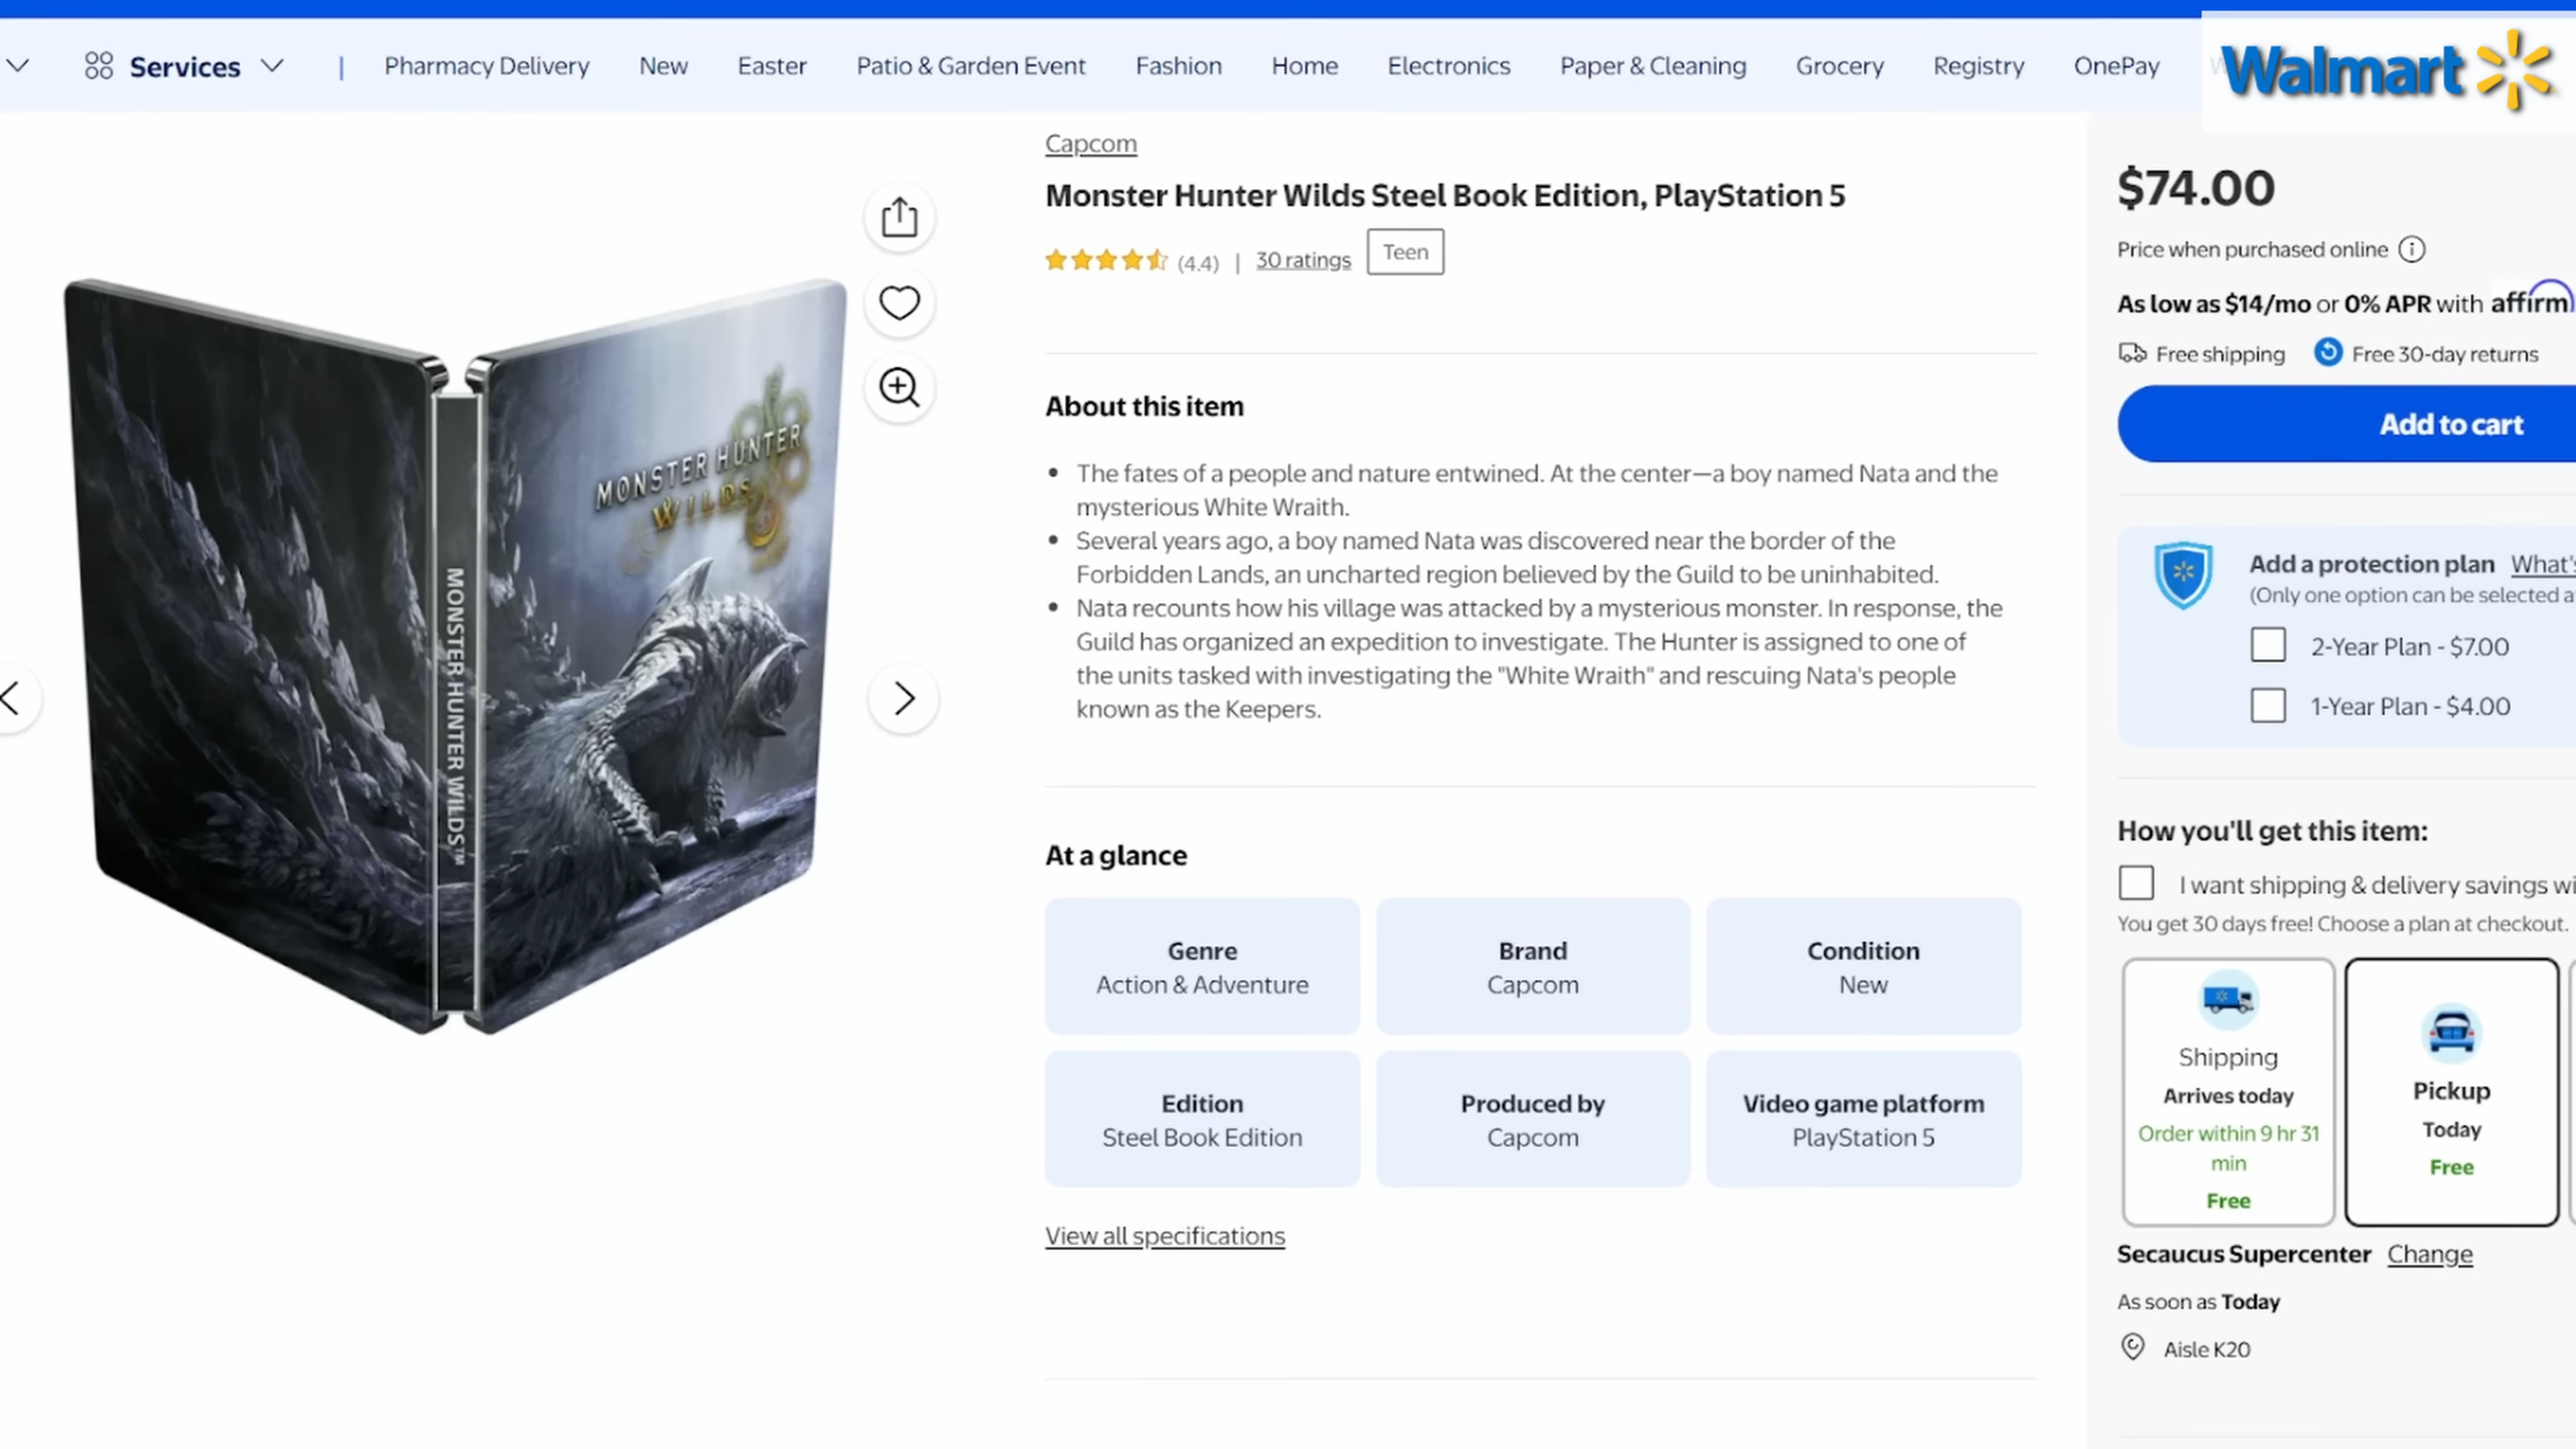 Services
Pharmacy Delivery
New
Easter
Patio & Garden Event
Fashion
Home
Electronics
Paper & Cleaning
Grocery
Registry
OnePay
Walmart
Capcom
Monster Hunter Wilds Steel Book Edition, PlayStation 5
(4.4) | 30 ratings
Teen
MONSTER HUNTER
WILDS
MONSTER HUNTER WILDS™
About this item
• The fates of a people and nature entwined. At the center—a boy named Nata and the
mysterious White Wraith.
• Several years ago, a boy named Nata was discovered near the border of the
Forbidden Lands, an uncharted region believed by the Guild to be uninhabited.
• Nata recounts how his village was attacked by a mysterious monster. In response, the
Guild has organized an expedition to investigate. The Hunter is assigned to one of
the units tasked with investigating the "White Wraith" and rescuing Nata's people
known as the Keepers.
At a glance
Genre
Action & Adventure
Brand
Capcom
Condition
New
Edition
Steel Book Edition
Produced by
Capcom
Video game platform
PlayStation 5
View all specifications
$74.00
Price when purchased online
As low as $14/mo or 0% APR with affirm
Free shipping
Free 30-day returns
Add to cart
Add a protection plan What's
(Only one option can be selected a
2-Year Plan - $7.00
1-Year Plan - $4.00
How you'll get this item:
I want shipping & delivery savings wi
You get 30 days free! Choose a plan at checkout.
Shipping
Arrives today
Order within 9 hr 31
min
Free
Pickup
Today
Free
Secaucus Supercenter Change
As soon as Today
Aisle K20